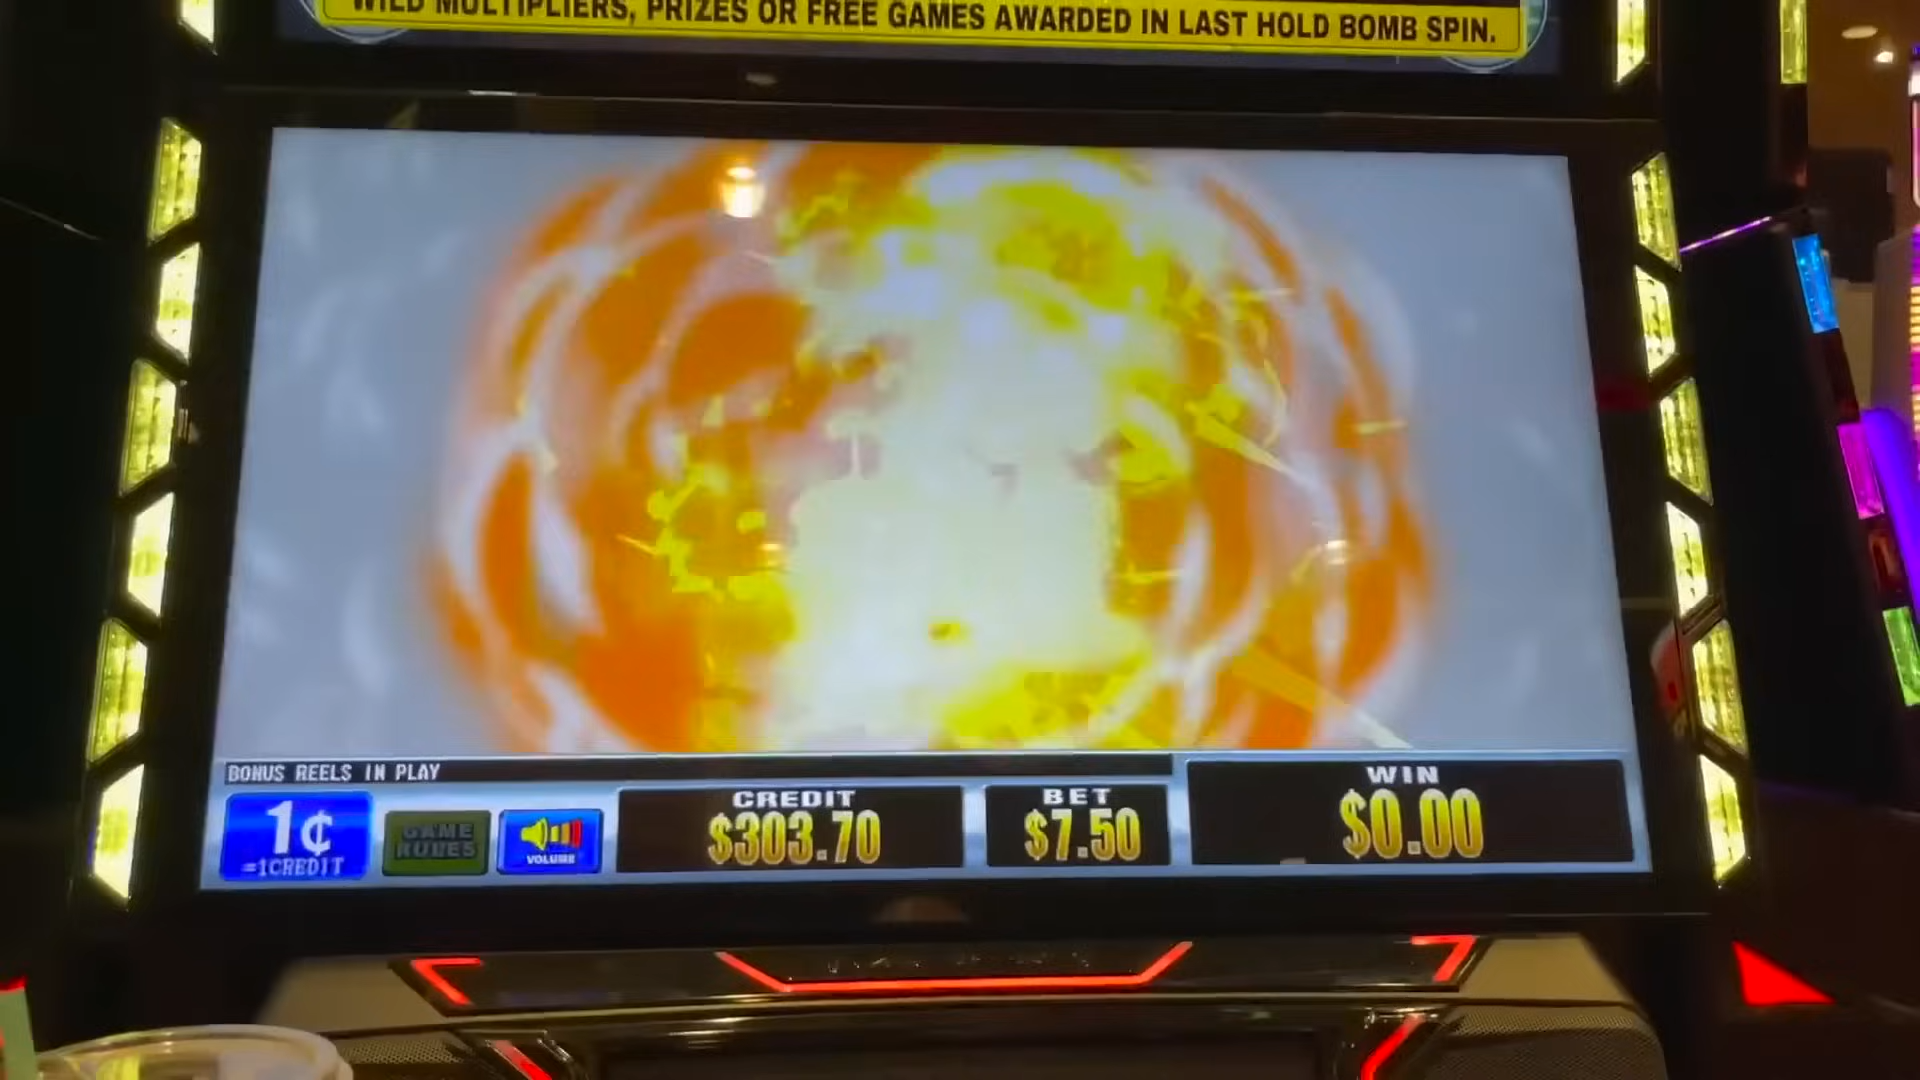 WILD MULTIPLIERS, PRIZES OR FREE GAMES AWARDED IN LAST HOLD BOMB SPIN.
BONUS REELS IN PLAY
1¢
=1CREDIT
GAME
RULES
VOLUME
CREDIT
$303.70
BET
$7.50
WIN
$0.00